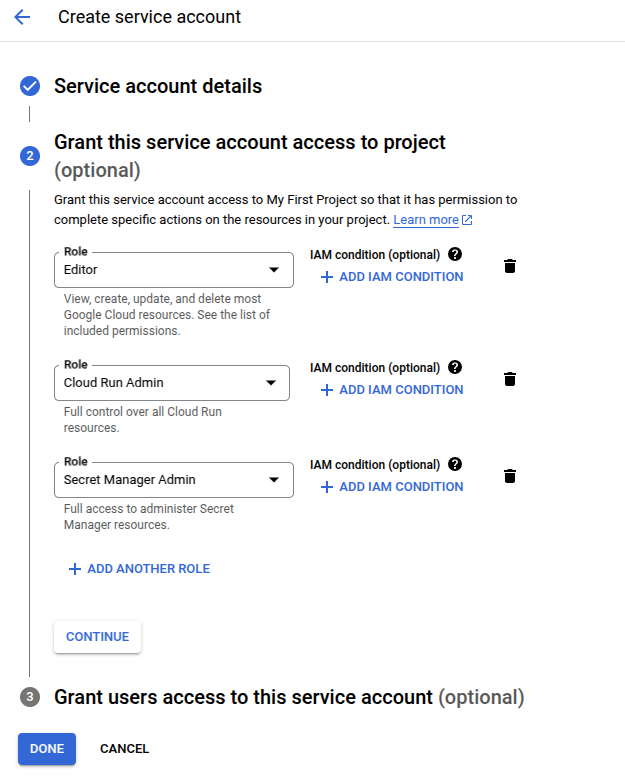 Create service account
Service account details
2
Grant this service account access to project
(optional)
Grant this service account access to My First Project so that it has permission to
complete specific actions on the resources in your project. Learn more
Role
Editor
IAM condition (optional) ?
+ ADD IAM CONDITION
View, create, update, and delete most
Google Cloud resources. See the list of
included permissions.
Role
Cloud Run Admin
IAM condition (optional) ?
+ ADD IAM CONDITION
Full control over all Cloud Run
resources.
Role
Secret Manager Admin
IAM condition (optional) ?
+ ADD IAM CONDITION
Full access to administer Secret
Manager resources.
+ ADD ANOTHER ROLE
CONTINUE
3
Grant users access to this service account (optional)
DONE
CANCEL